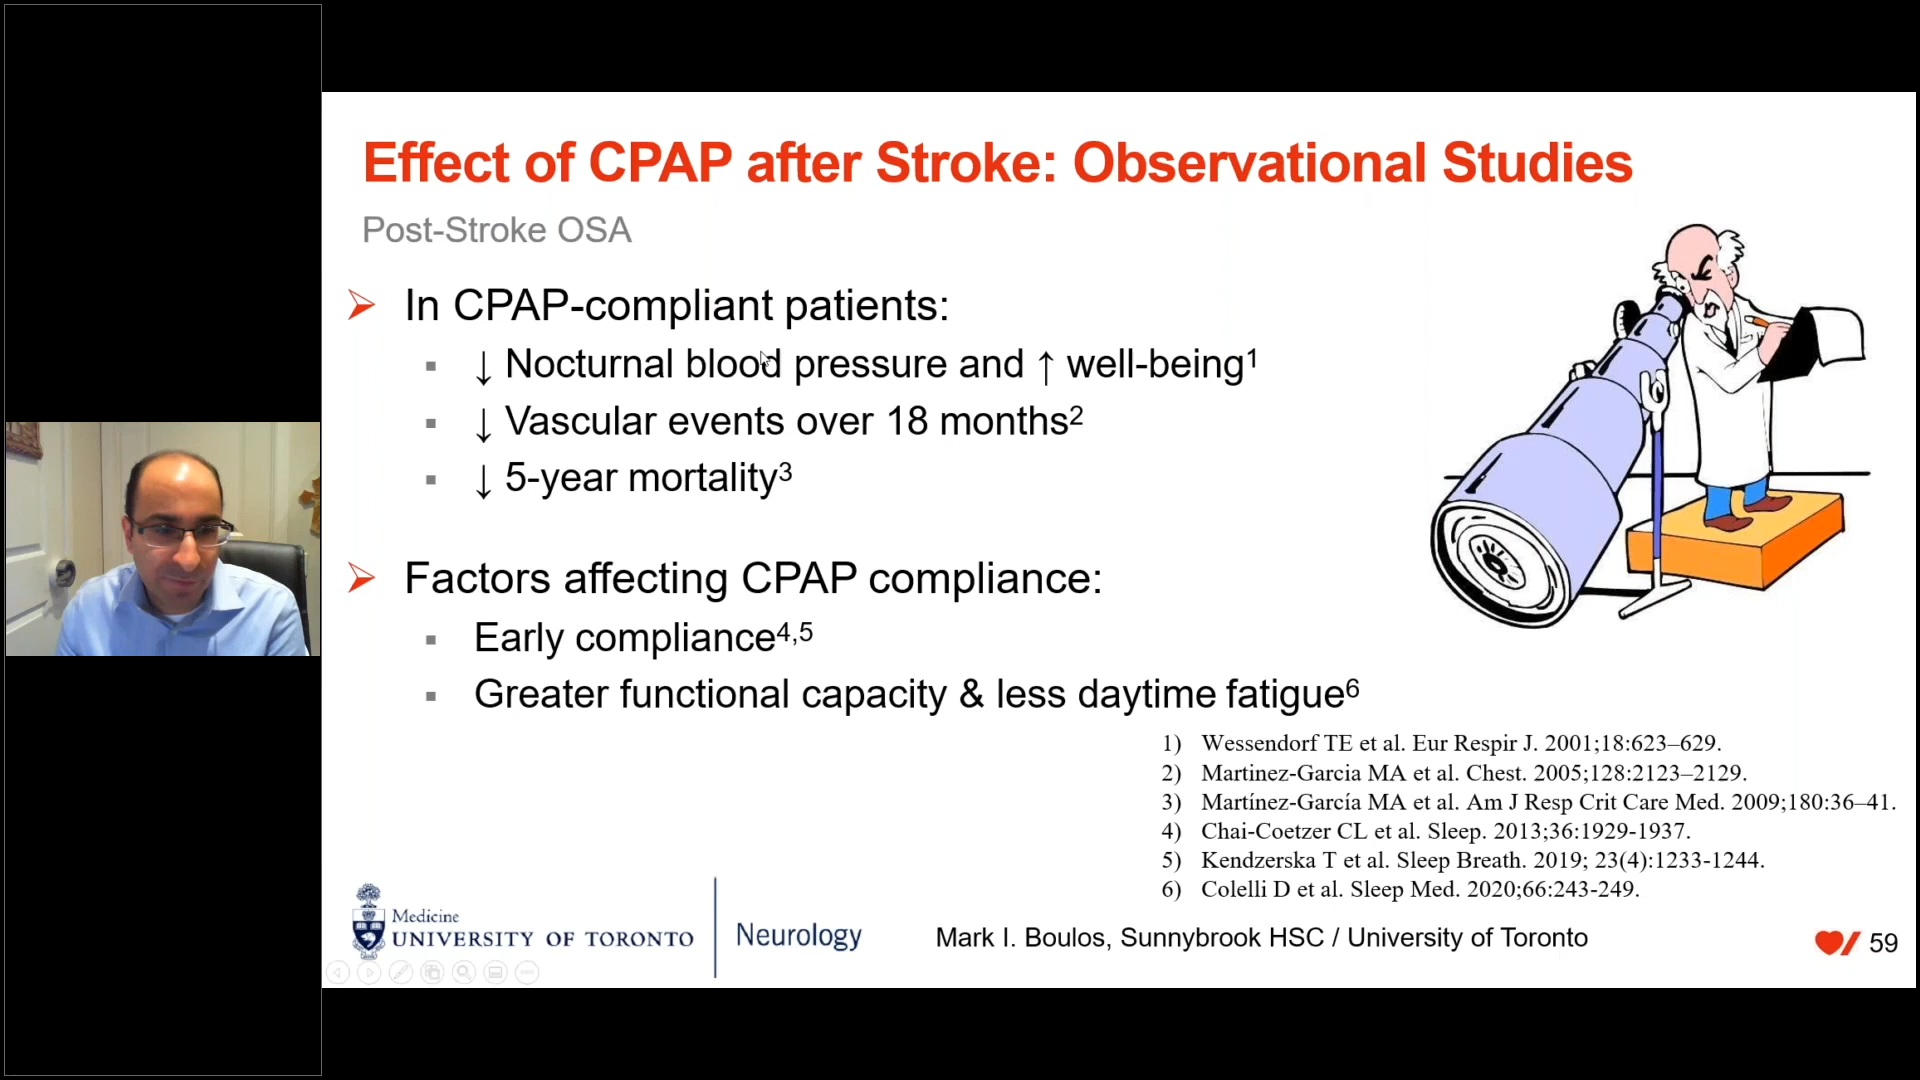 Effect of CPAP after Stroke: Observational Studies
Post-Stroke OSA
➢ In CPAP-compliant patients:
▪ ↓ Nocturnal blood pressure and ↑ well-being1
▪ ↓ Vascular events over 18 months2
▪ ↓ 5-year mortality3
➢ Factors affecting CPAP compliance:
▪ Early compliance4,5
▪ Greater functional capacity & less daytime fatigue6
1) Wessendorf TE et al. Eur Respir J. 2001;18:623–629.
2) Martinez-Garcia MA et al. Chest. 2005;128:2123–2129.
3) Martínez-García MA et al. Am J Resp Crit Care Med. 2009;180:36–41.
4) Chai-Coetzer CL et al. Sleep. 2013;36:1929-1937.
5) Kendzerska T et al. Sleep Breath. 2019; 23(4):1233-1244.
6) Colelli D et al. Sleep Med. 2020;66:243-249.
Medicine
UNIVERSITY OF TORONTO
Neurology
Mark I. Boulos, Sunnybrook HSC / University of Toronto
59